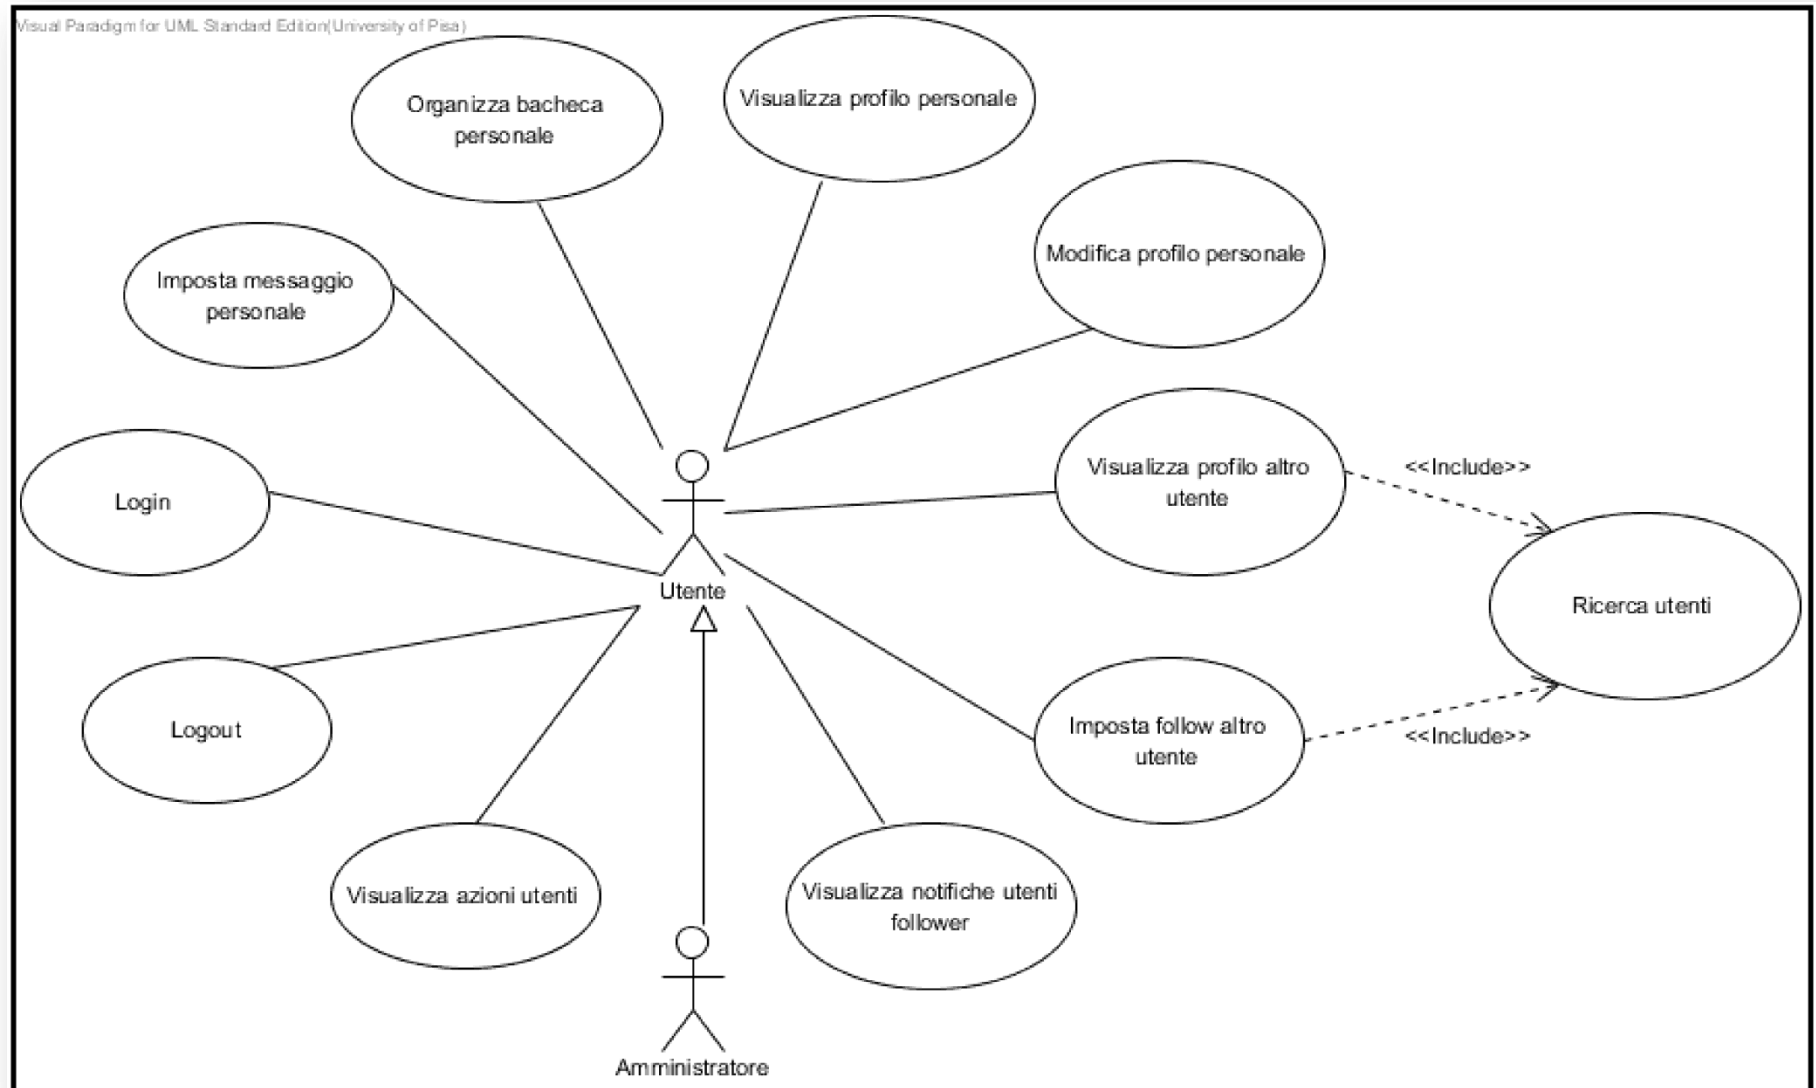 Visual Paradigm for UML Standard Edition(University of Pisa)
Organizza bacheca
personale
Visualizza profilo personale
Modifica profilo personale
Imposta messaggio
personale
Login
Visualizza profilo altro
utente
<<Include>>
Utente
Ricerca utenti
Logout
Imposta follow altro
utente
<<Include>>
Visualizza azioni utenti
Visualizza notifiche utenti
follower
Amministratore